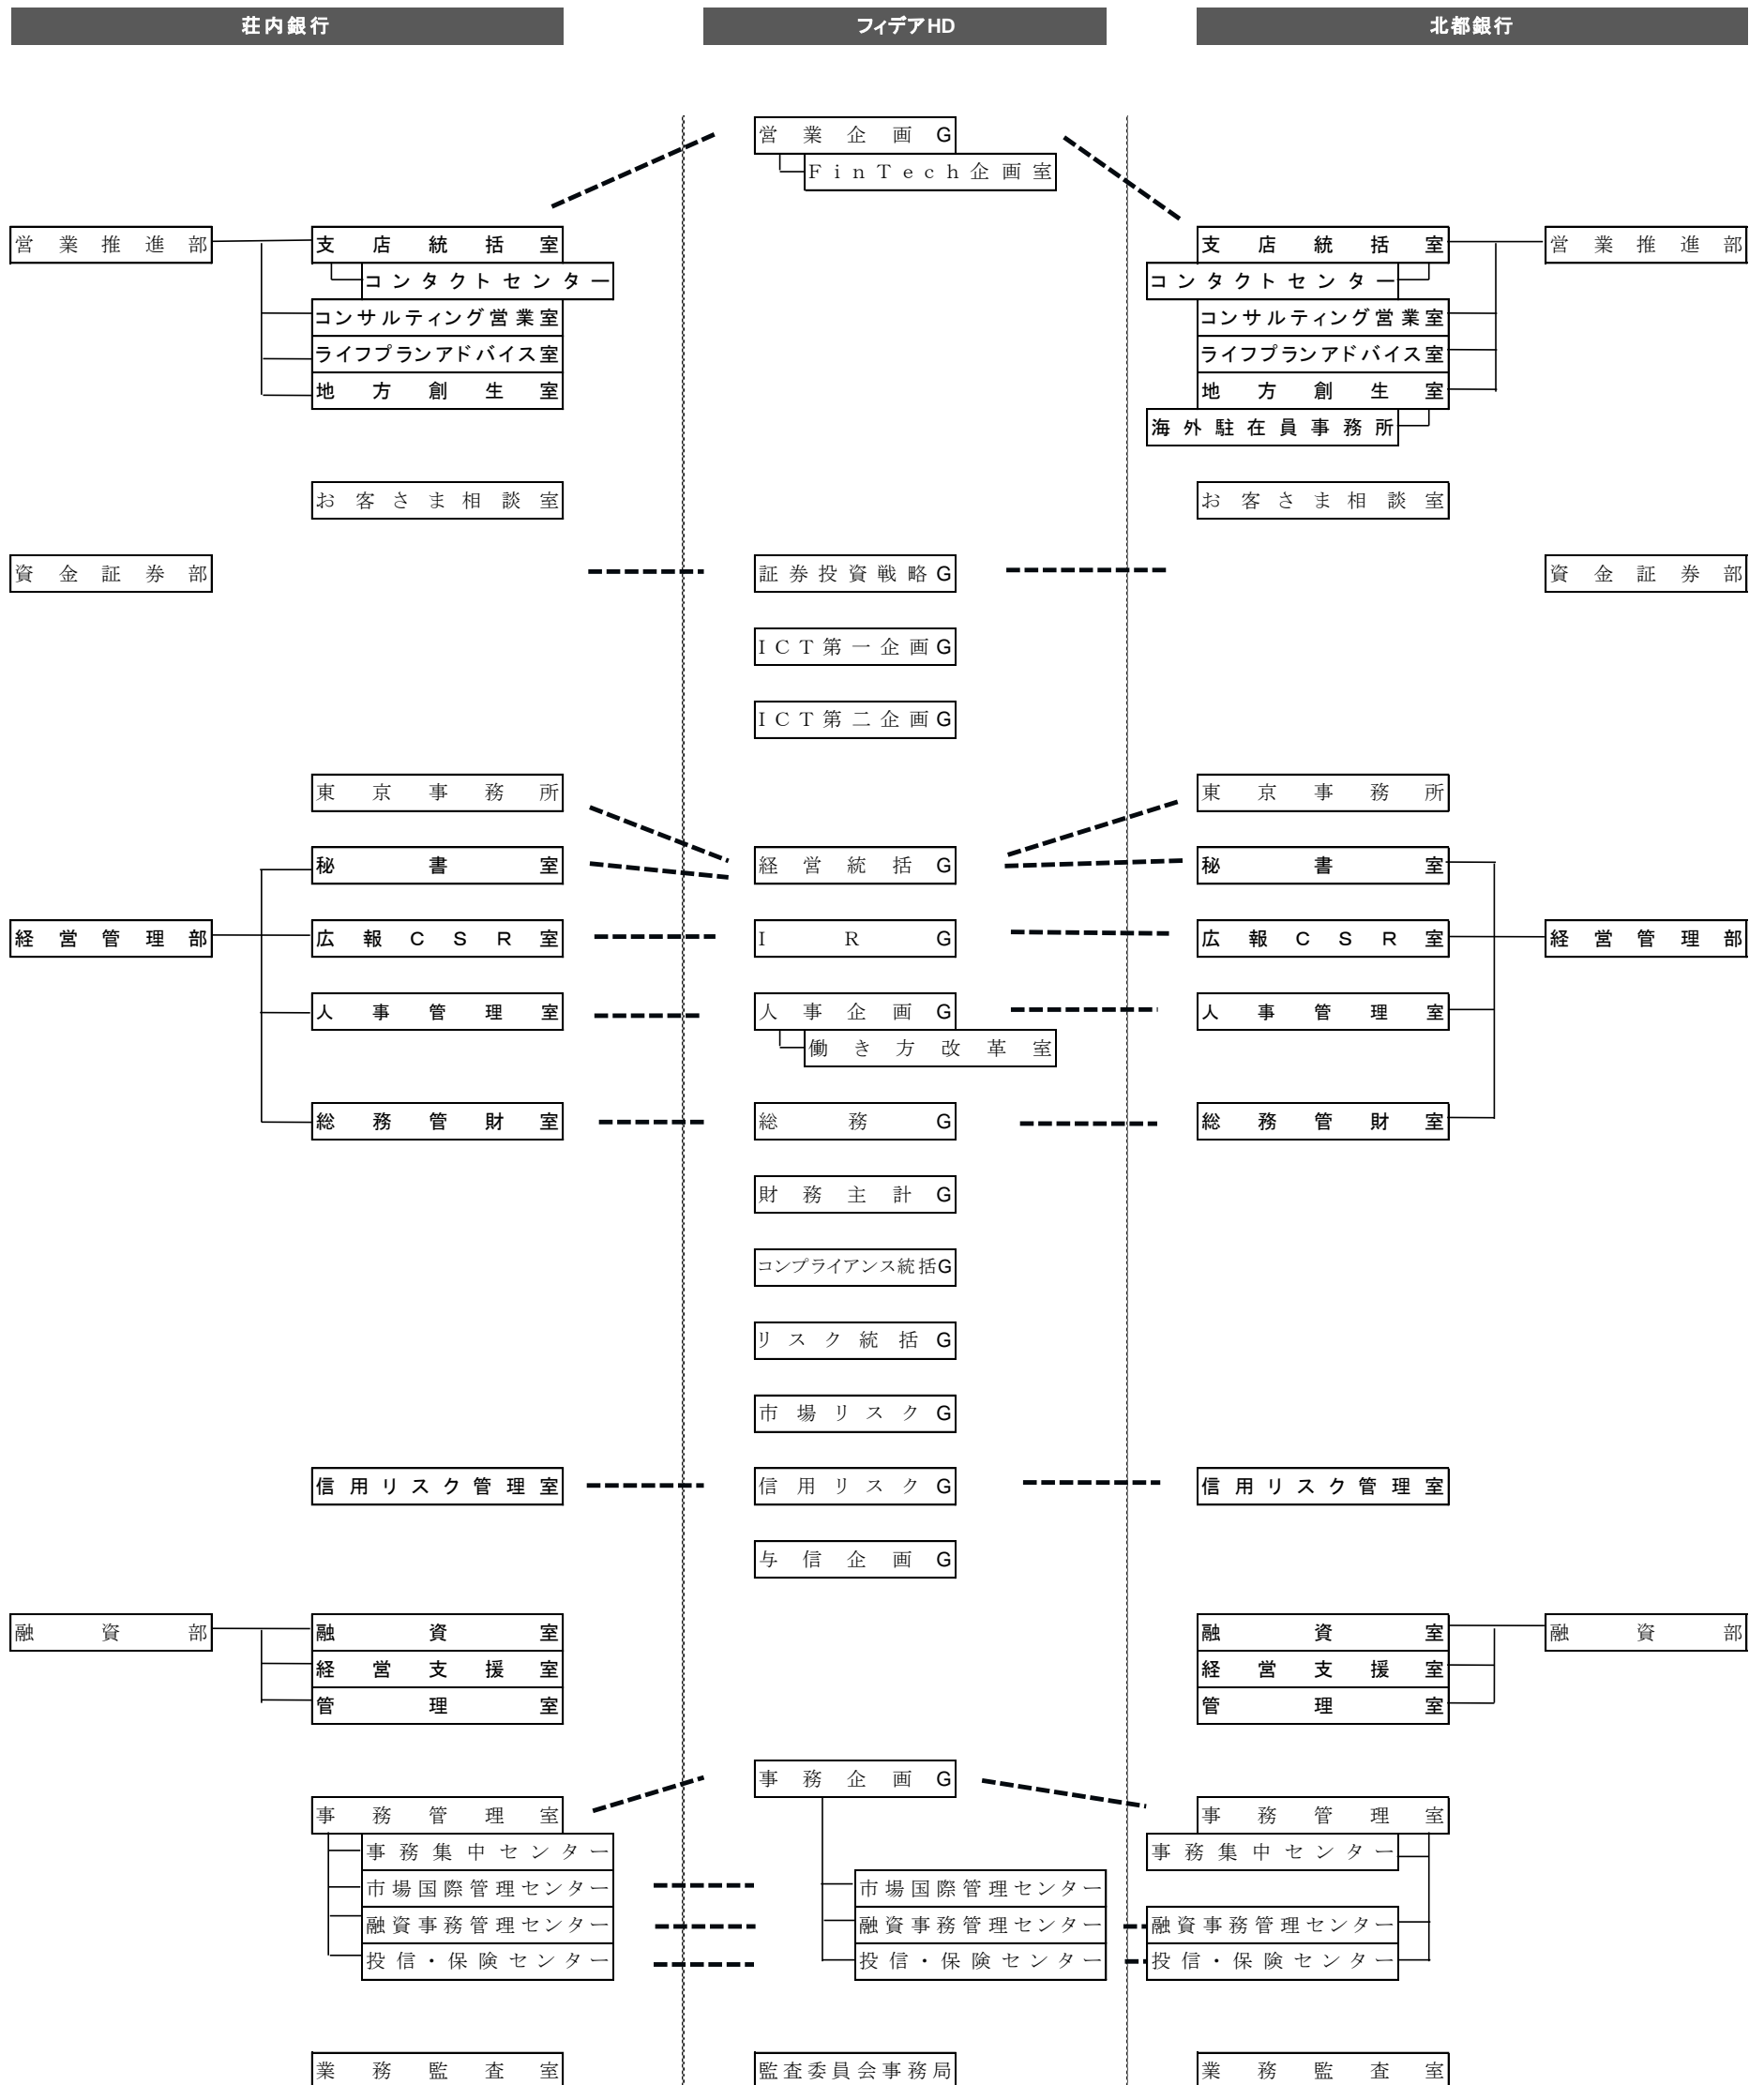 荘内銀行 フィデアHD 北都銀行
営業企画G
FinTech企画室
営業推進部 支店統括室 支店統括室 営業推進部
コンタクトセンター コンタクトセンター
コンサルティング営業室 コンサルティング営業室
ライフプランアドバイス室 ライフプランアドバイス室
地方創生室 地方創生室
海外駐在員事務所
お客さま相談室 お客さま相談室
資金証券部 証券投資戦略G 資金証券部
ICT第一企画G
ICT第二企画G
東京事務所 東京事務所
秘書室 経営統括G 秘書室
経営管理部 広報CSR室 IRG 広報CSR室 経営管理部
人事管理室 人事企画G 人事管理室
働き方改革室
総務管財室 総務G 総務管財室
財務主計G
コンプライアンス統括G
リスク統括G
市場リスクG
信用リスク管理室 信用リスクG 信用リスク管理室
与信企画G
融資部 融資室 融資室 融資部
経営支援室 経営支援室
管理室 管理室
事務企画G
事務管理室 事務管理室
事務集中センター 事務集中センター
市場国際管理センター 市場国際管理センター
融資事務管理センター 融資事務管理センター 融資事務管理センター
投信・保険センター 投信・保険センター 投信・保険センター
業務監査室 監査委員会事務局 業務監査室